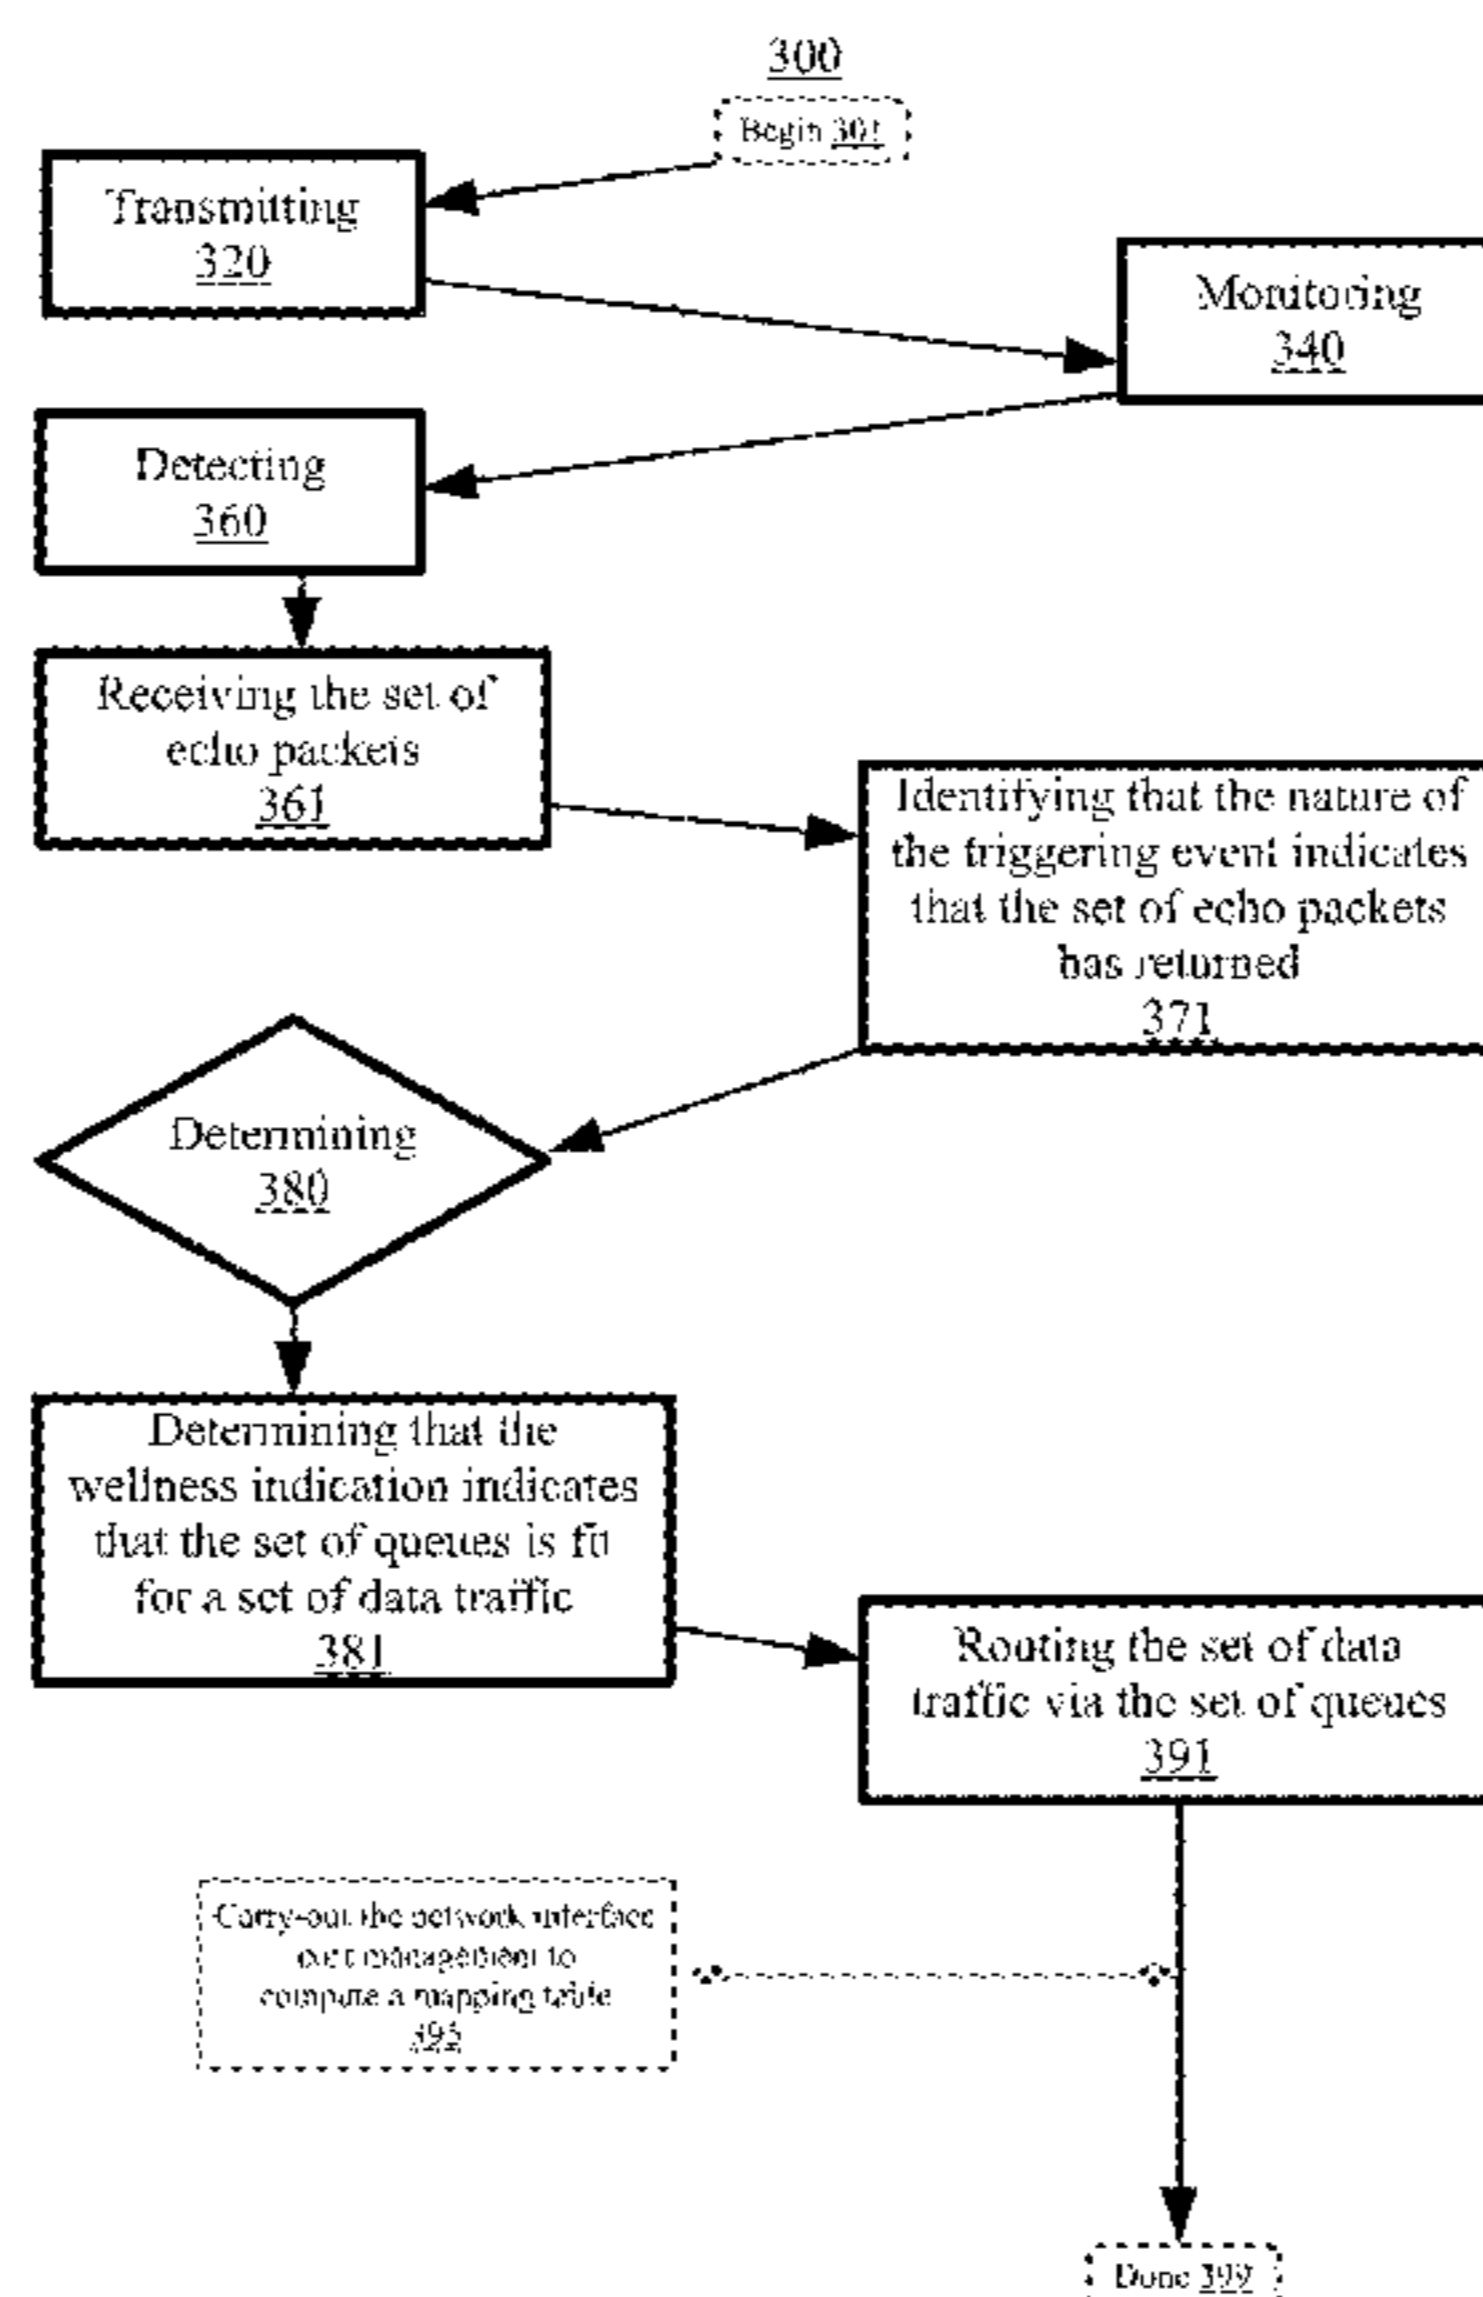 300
Begin 301
Transmitting
320
Monitoring
340
Detecting
360
Receiving the set of
echo packets
361
Identifying that the nature of
the triggering event indicates
that the set of echo packets
has returned
371
Determining
380
Determining that the
wellness indication indicates
that the set of queues is fit
for a set of data traffic
381
Routing the set of data
traffic via the set of queues
391
Carry-out the network interface
management to
compute a mapping table
Done 399